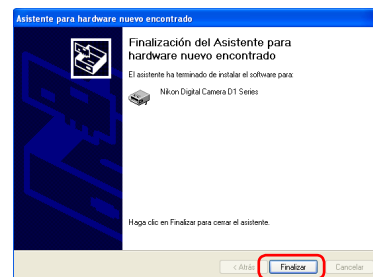 Asistente para hardware nuevo encontrado
Finalización del Asistente para
hardware nuevo encontrado
El asistente ha terminado de instalar el software para:
Nikon Digital Camera D1 Series
Haga clic en Finalizar para cerrar el asistente.
< Atrás
Finalizar
Cancelar